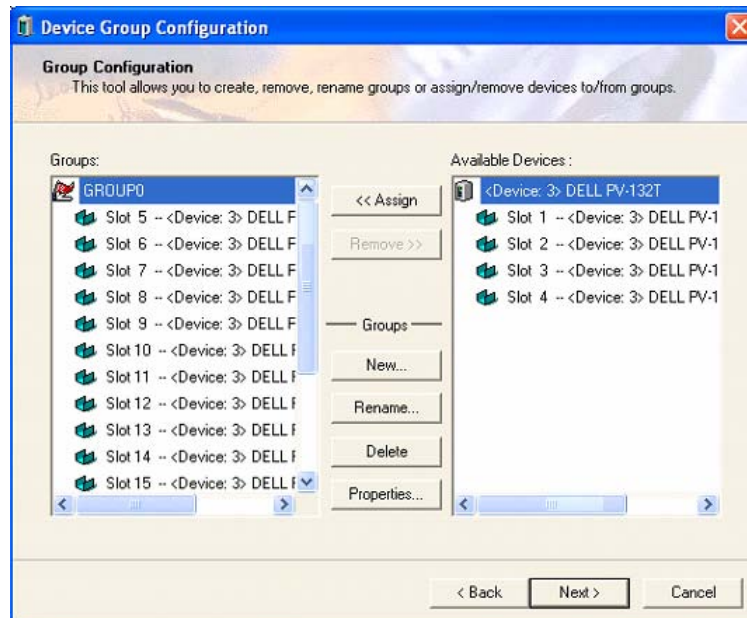 Device Group Configuration
Group Configuration
This tool allows you to create, remove, rename groups or assign/remove devices to/from groups.
Groups:
GROUP0
Slot 5 -- <Device: 3> DELL F
Slot 6 -- <Device: 3> DELL F
Slot 7 -- <Device: 3> DELL F
Slot 8 -- <Device: 3> DELL F
Slot 9 -- <Device: 3> DELL F
Slot 10 -- <Device: 3> DELL F
Slot 11 -- <Device: 3> DELL F
Slot 12 -- <Device: 3> DELL F
Slot 13 -- <Device: 3> DELL F
Slot 14 -- <Device: 3> DELL F
Slot 15 -- <Device: 3> DELL F
<< Assign
Remove >>
Groups
New...
Rename...
Delete
Properties...
Available Devices :
<Device: 3> DELL PV-132T
Slot 1 -- <Device: 3> DELL PV-1
Slot 2 -- <Device: 3> DELL PV-1
Slot 3 -- <Device: 3> DELL PV-1
Slot 4 -- <Device: 3> DELL PV-1
< Back
Next >
Cancel